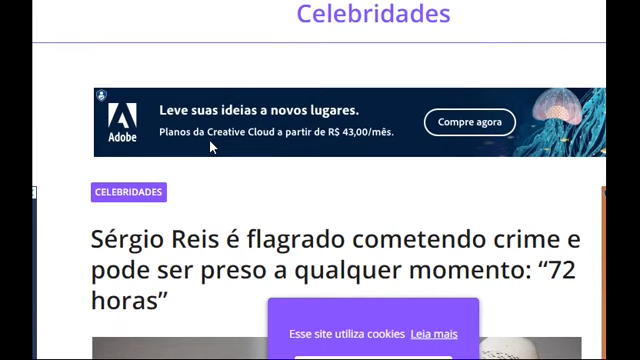 Celebridades
Leve suas ideias a novos lugares.
Planos da Creative Cloud a partir de R$ 43,00/mês.
Adobe
Compre agora
CELEBRIDADES
Sérgio Reis é flagrado cometendo crime e
pode ser preso a qualquer momento: “72
horas”
Esse site utiliza cookies Leia mais